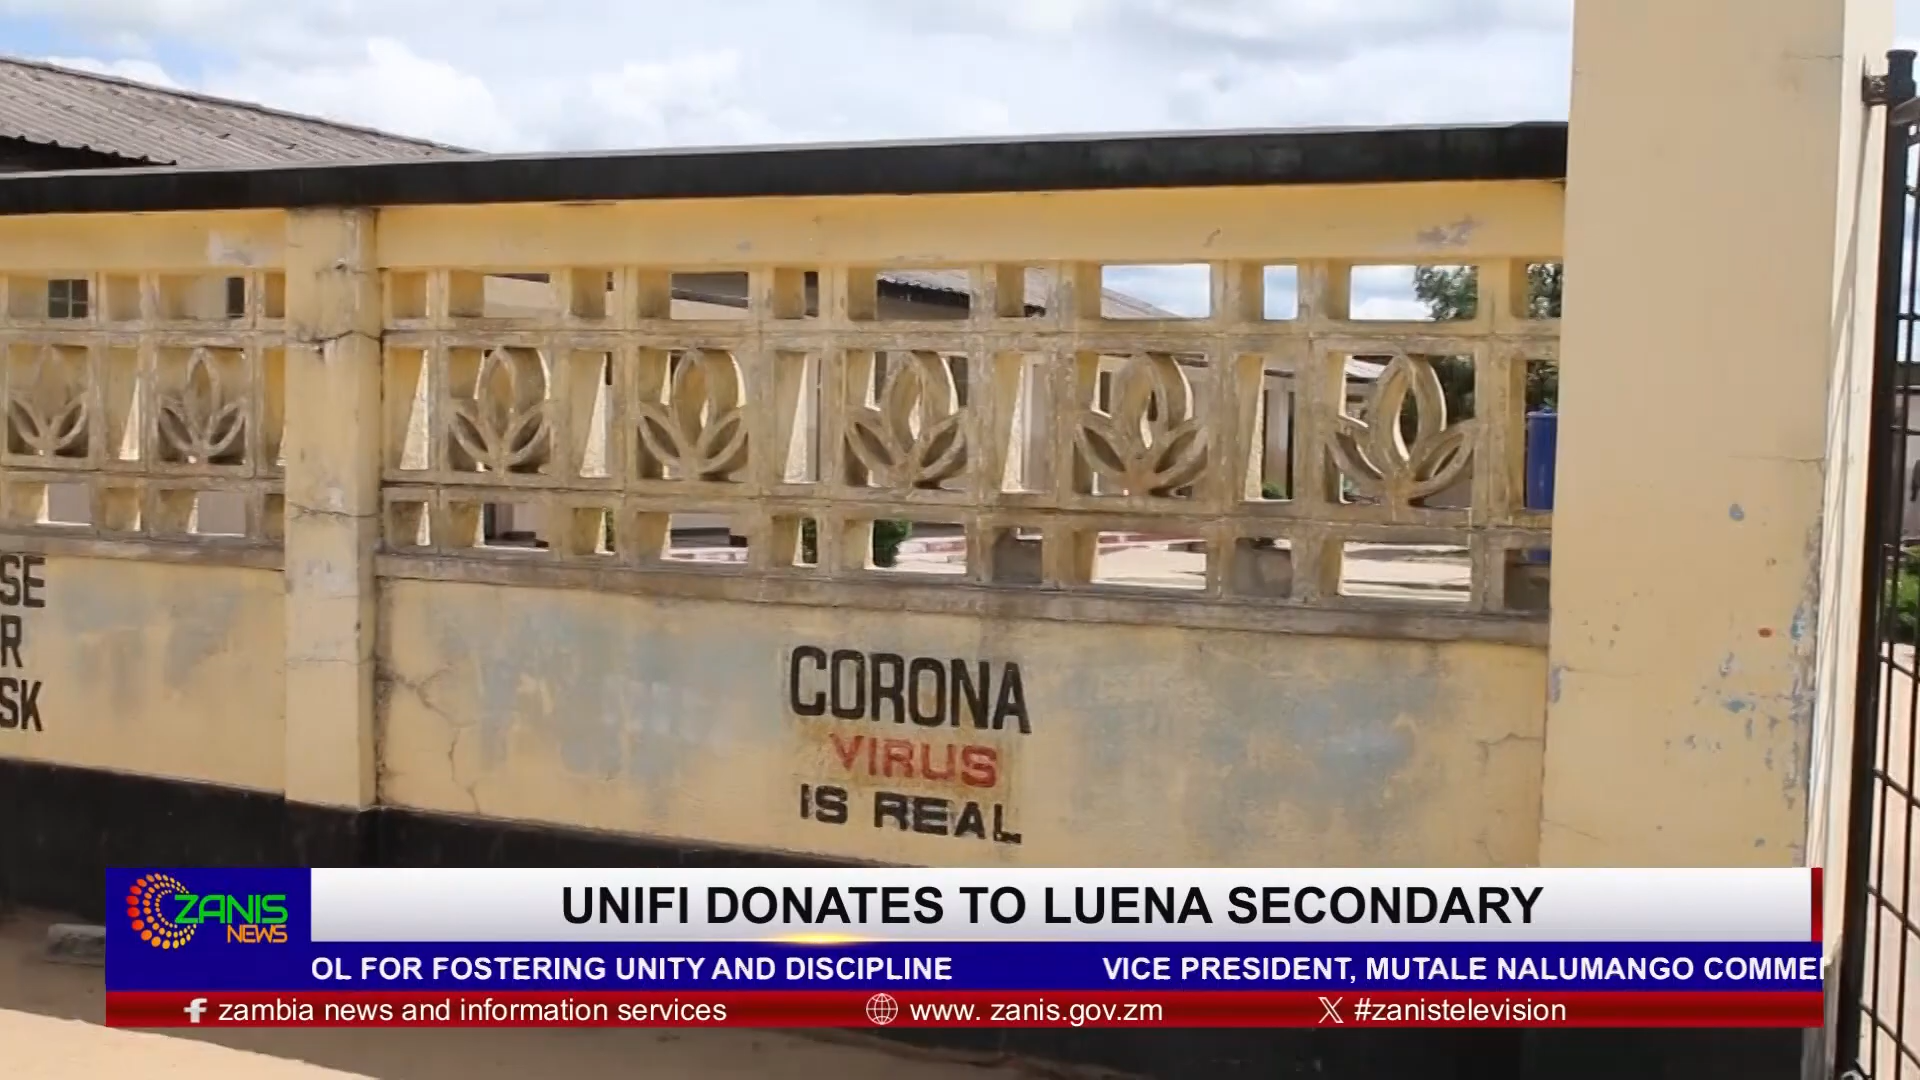 SE
R
SK
CORONA
VIRUS
IS REAL
ZANIS
NEWS
UNIFI DONATES TO LUENA SECONDARY
OL FOR FOSTERING UNITY AND DISCIPLINE
VICE PRESIDENT, MUTALE NALUMANGO COMME
zambia news and information services
www. zanis.gov.zm
#zanistelevision